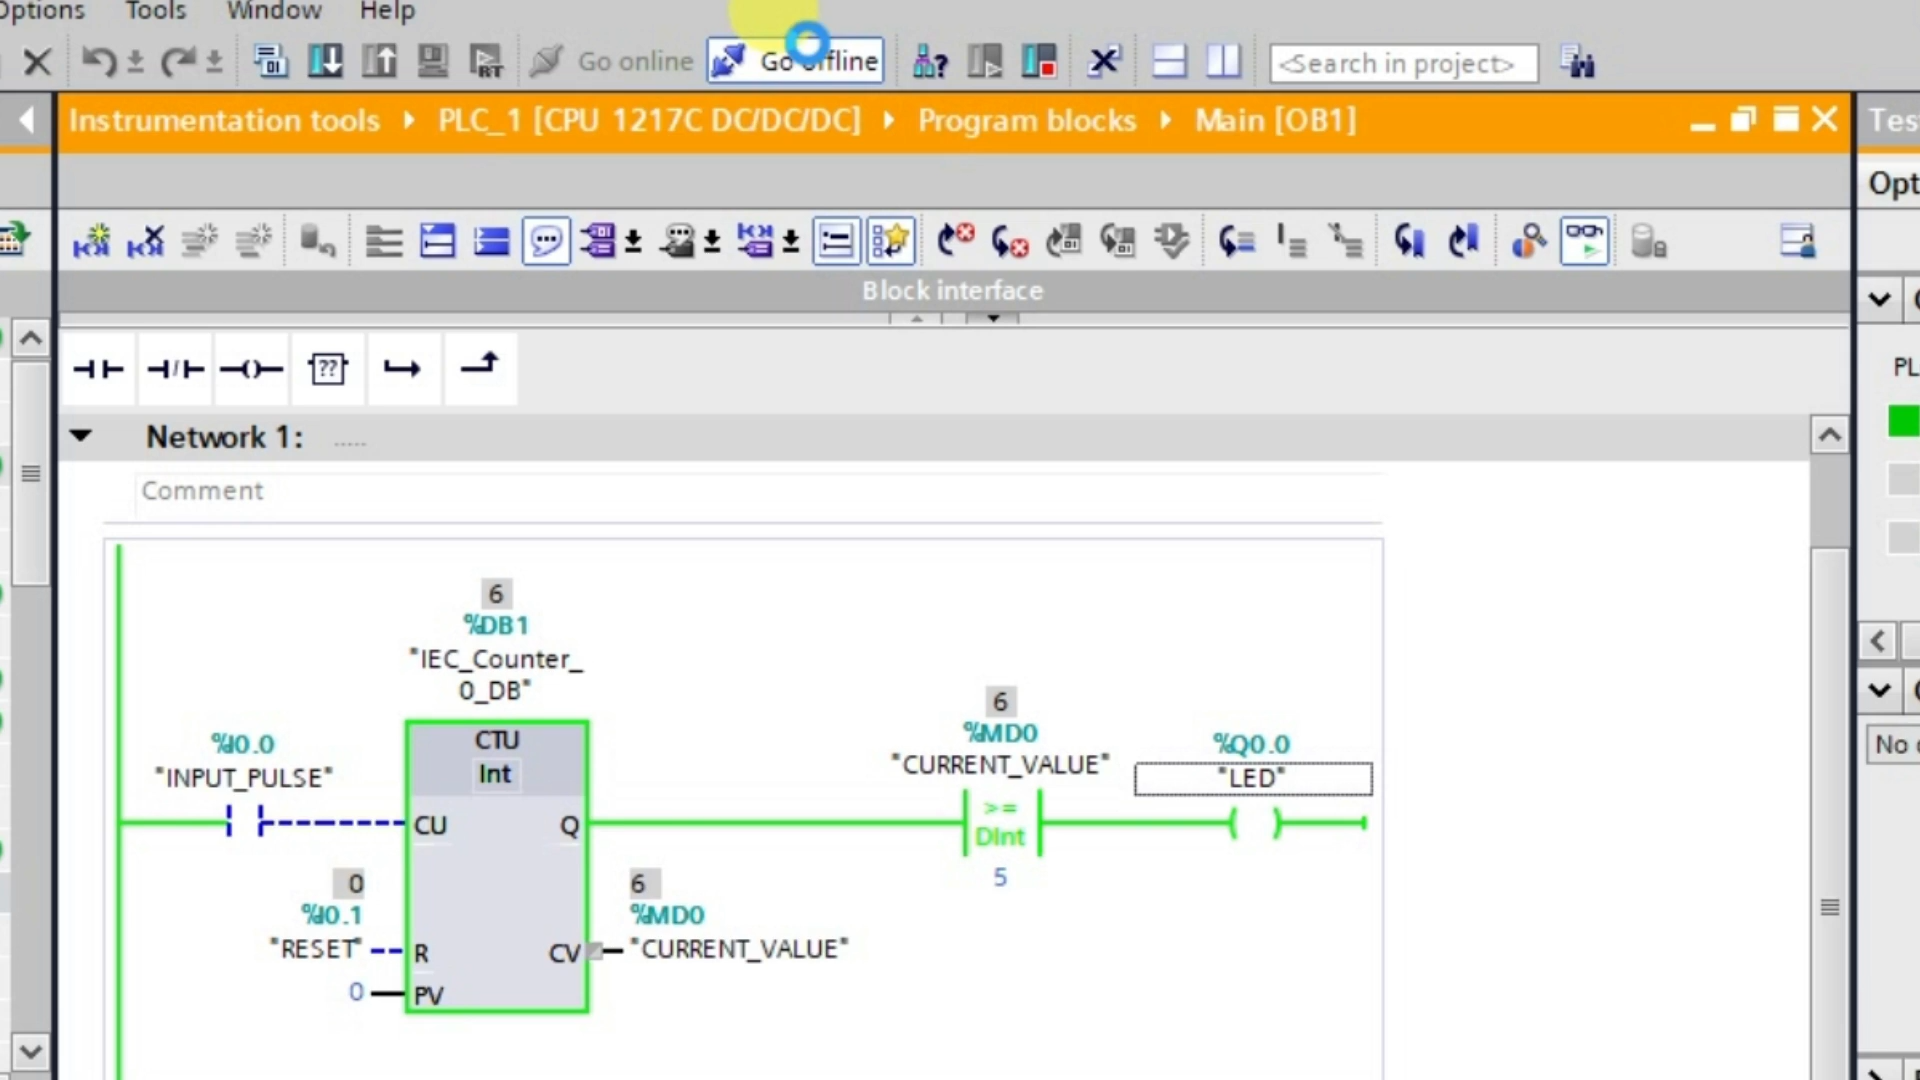 Options Tools Window Help
Go online Go offline <Search in project>
Instrumentation tools ▸ PLC_1 [CPU 1217C DC/DC/DC] ▸ Program blocks ▸ Main [OB1]
Block interface
??
Network 1: .....
Comment
6
%DB1
"IEC_Counter_
0_DB"
CTU
Int
%I0.0
"INPUT_PULSE"
CU Q
0
%I0.1
"RESET"
R
0
PV
CV
6
%MD0
"CURRENT_VALUE"
6
%MD0
"CURRENT_VALUE"
>=
DInt
5
%Q0.0
"LED"
No